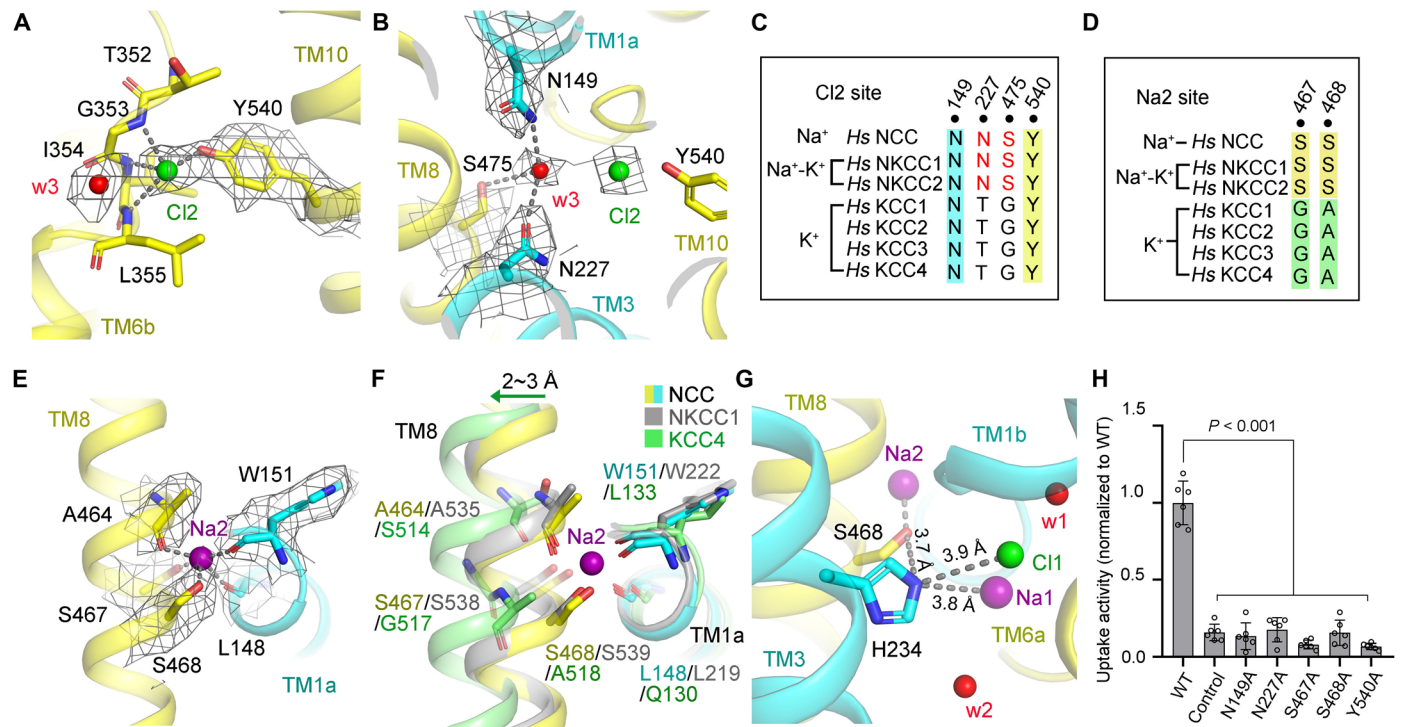 A
T352
TM10
G353
Y540
I354
w3
Cl2
L355
TM6b
B
TM1a
N149
S475
TM8
Y540
w3
Cl2
TM10
N227
TM3
C
Cl2 site
149 227 475 540
Na⁺ Hs NCC N N S Y
Na⁺-K⁺ Hs NKCC1 N N S Y
Hs NKCC2 N N S Y
Hs KCC1 N T G Y
Hs KCC2 N T G Y
K⁺ Hs KCC3 N T G Y
Hs KCC4 N T G Y
D
Na2 site
467 468
Na⁺ Hs NCC S S
Na⁺-K⁺ Hs NKCC1 S S
Hs NKCC2 S S
Hs KCC1 G A
Hs KCC2 G A
K⁺ Hs KCC3 G A
Hs KCC4 G A
E
TM8
W151
A464
Na2
S467
S468
L148
TM1a
F
2~3 Å
NCC
NKCC1
KCC4
TM8
W151/W222
/L133
A464/A535
/S514
Na2
S467/S538
/G517
TM1a
S468/S539
/A518
L148/L219
/Q130
G
TM8
TM1b
Na2
w1
S468
3.7 Å
3.9 Å
Cl1
3.8 Å
Na1
TM6a
H234
TM3
w2
H
Uptake activity (normalized to WT)
1.5
P < 0.001
1.0
0.5
0.0
WT
Control
N149A
N227A
S467A
S468A
Y540A